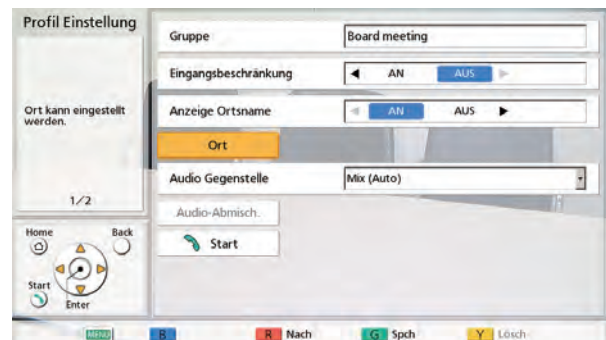 Profil Einstellung
Ort kann eingestellt
werden.
1/2
Home
Back
Start
Enter
Gruppe
Board meeting
Eingangsbeschränkung
AN
AUS
Anzeige Ortsname
AN
AUS
Ort
Audio Gegenstelle
Mix (Auto)
Audio-Abmisch.
Start
MENU
B
R Nach
G Spch
Y Lösch